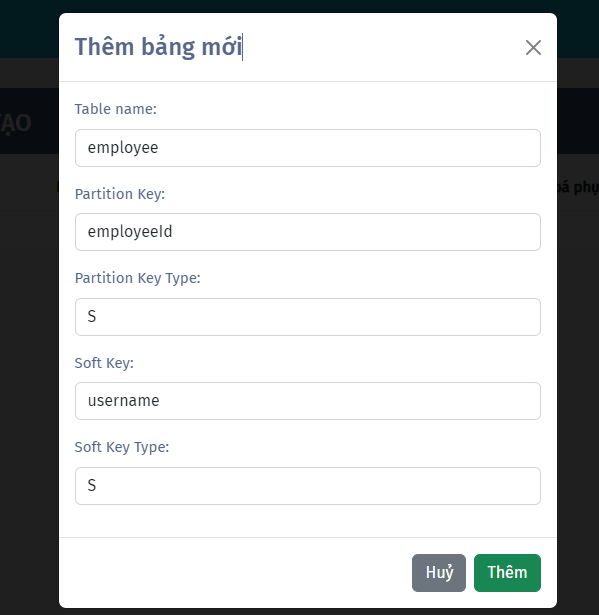 Thêm bảng mới
ẠO
Table name:
employee
Partition Key:
employeeId
Partition Key Type:
S
Soft Key:
username
Soft Key Type:
S
Huỷ
Thêm